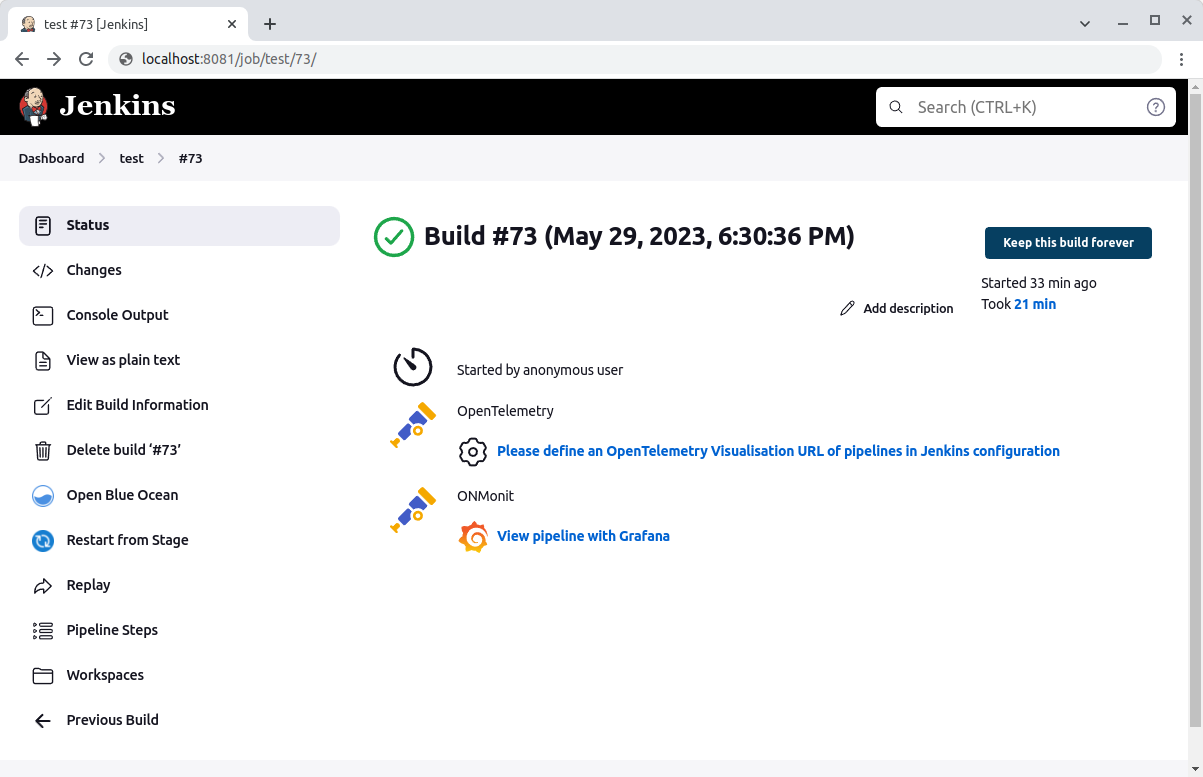 test #73 [Jenkins]
localhost:8081/job/test/73/
Jenkins
Search (CTRL+K)
Dashboard
test
#73
Status
Changes
Console Output
View as plain text
Edit Build Information
Delete build ‘#73’
Open Blue Ocean
Restart from Stage
Replay
Pipeline Steps
Workspaces
Previous Build
Build #73 (May 29, 2023, 6:30:36 PM)
Keep this build forever
Started 33 min ago
Took 21 min
Add description
Started by anonymous user
OpenTelemetry
Please define an OpenTelemetry Visualisation URL of pipelines in Jenkins configuration
ONMonit
View pipeline with Grafana